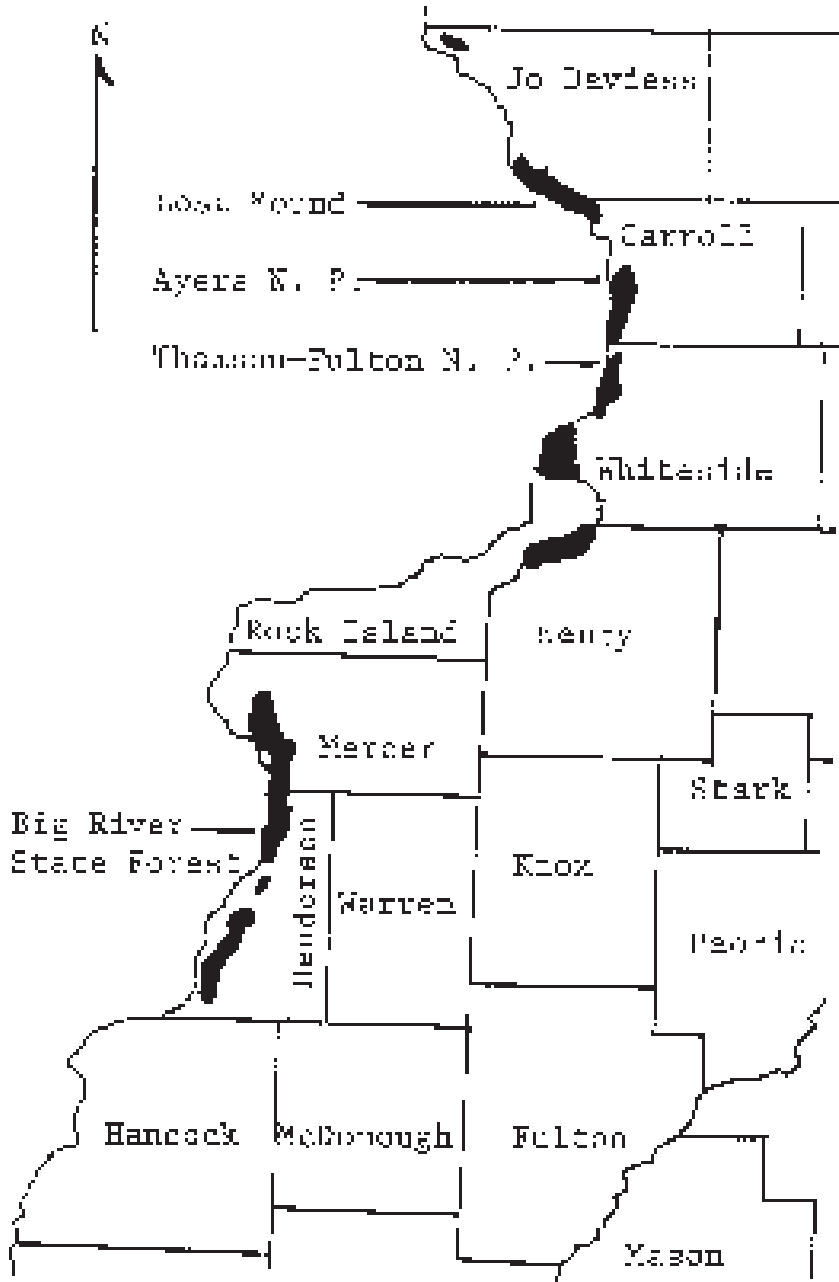 N
Jo Daviess
Mound
Carroll
Ayers N. P.
Thomson-Fulton N. P.
Whiteside
Rock Island
Henry
Mercer
Stark
Big River
State Forest
Henderson
Warren
Knox
Peoria
Hancock
McDonough
Fulton
Mason